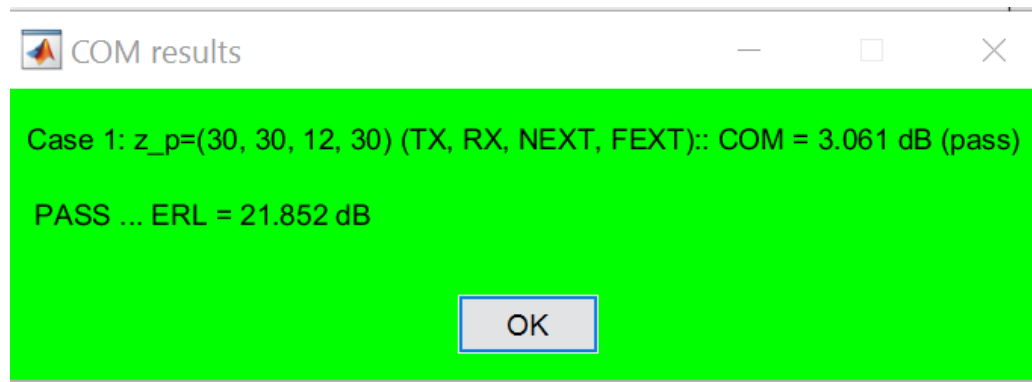 COM results
Case 1: z_p=(30, 30, 12, 30) (TX, RX, NEXT, FEXT):: COM = 3.061 dB (pass)
PASS ... ERL = 21.852 dB
OK